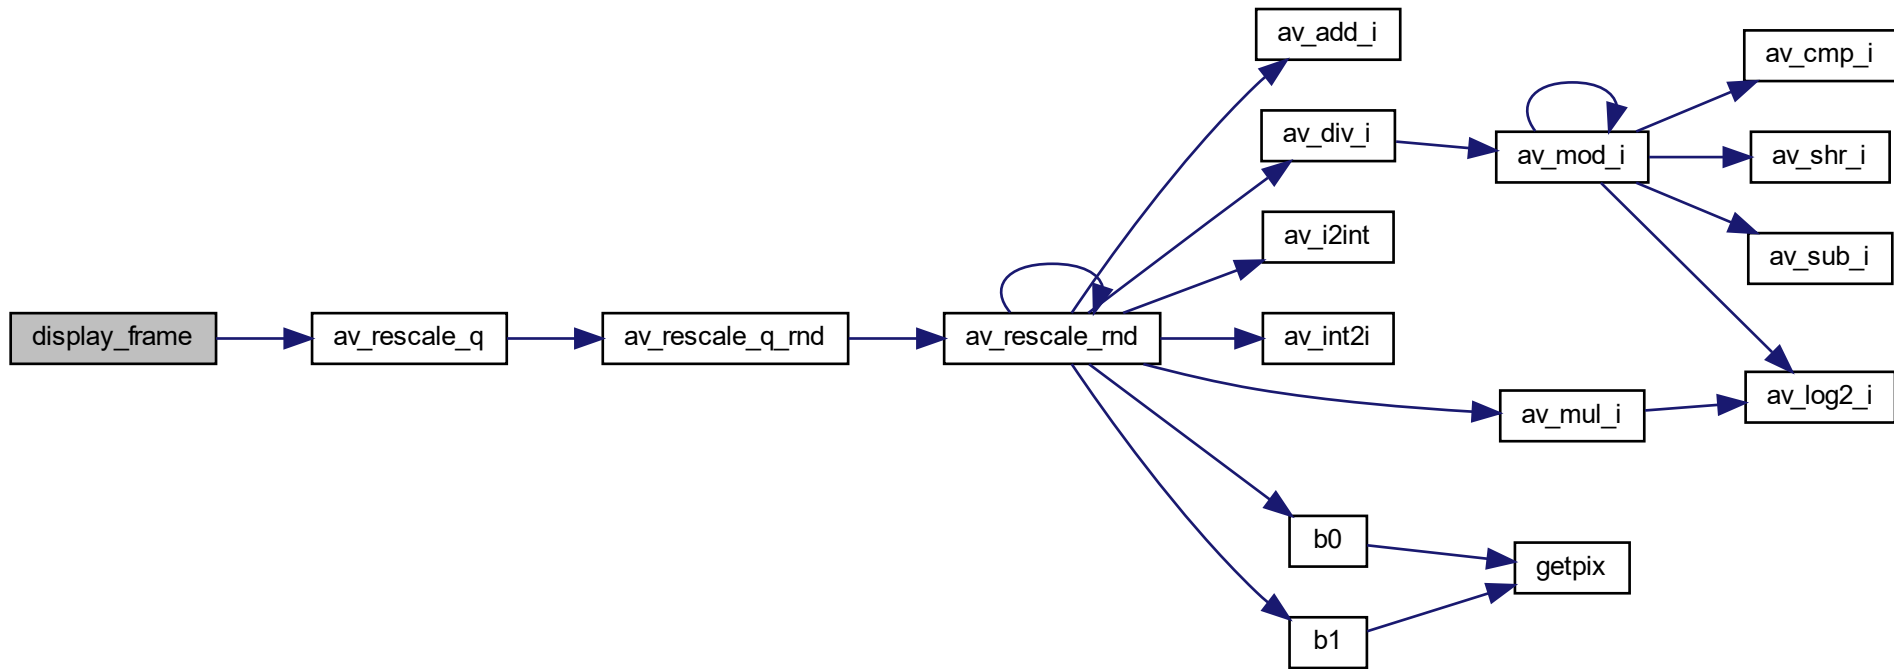 display_frame
av_rescale_q
av_rescale_q_rnd
av_rescale_rnd
av_add_i
av_div_i
av_i2int
av_int2i
av_mul_i
b0
b1
av_mod_i
getpix
av_cmp_i
av_shr_i
av_sub_i
av_log2_i